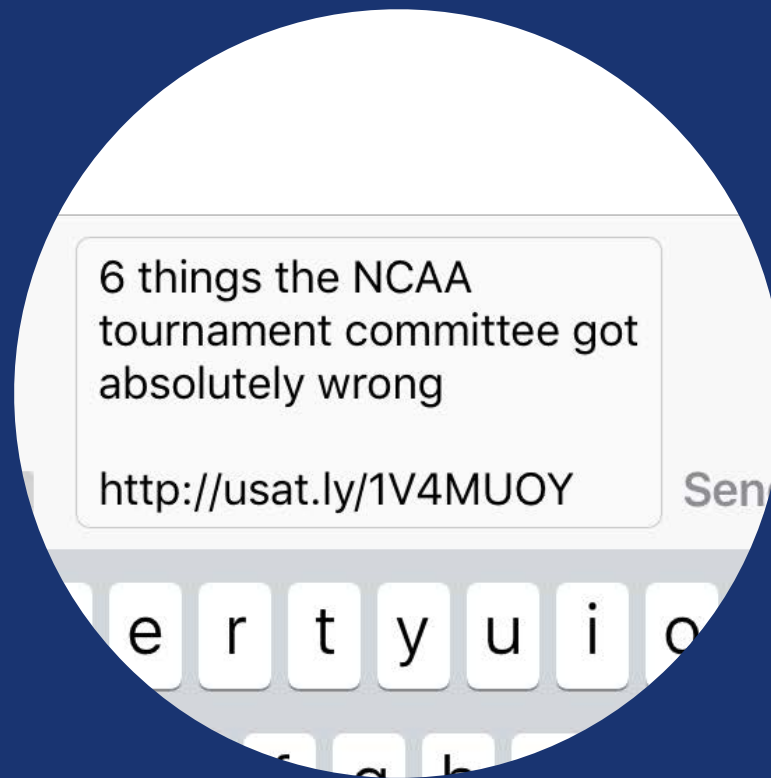 6 things the NCAA
tournament committee got
absolutely wrong
http://usat.ly/1V4MUOY
e r t y u i o